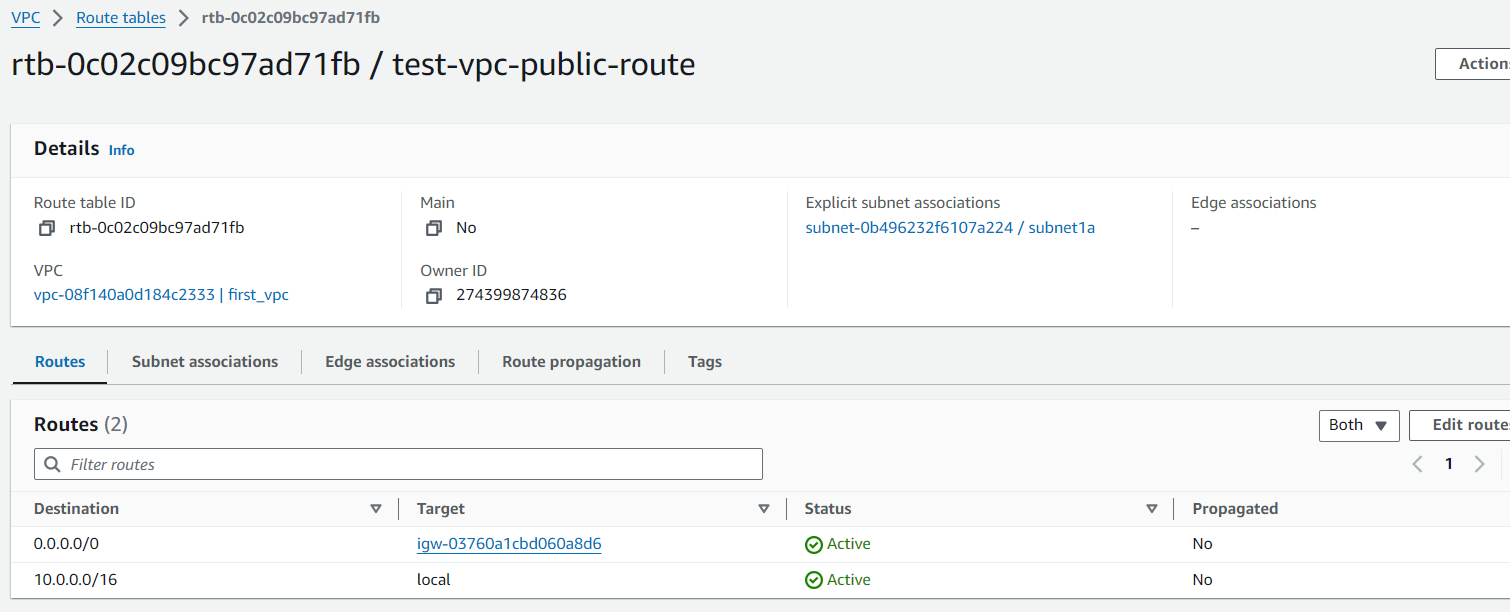 VPC > Route tables > rtb-0c02c09bc97ad71fb
rtb-0c02c09bc97ad71fb / test-vpc-public-route
Action
Details Info
Route table ID
rtb-0c02c09bc97ad71fb
Main
No
Explicit subnet associations
subnet-0b496232f6107a224 / subnet1a
Edge associations
–
VPC
vpc-08f140a0d184c2333 | first_vpc
Owner ID
274399874836
Routes
Subnet associations
Edge associations
Route propagation
Tags
Routes (2)
Both
Edit route
Filter routes
1
Destination Target Status Propagated
0.0.0.0/0 igw-03760a1cbd060a8d6 Active No
10.0.0.0/16 local Active No